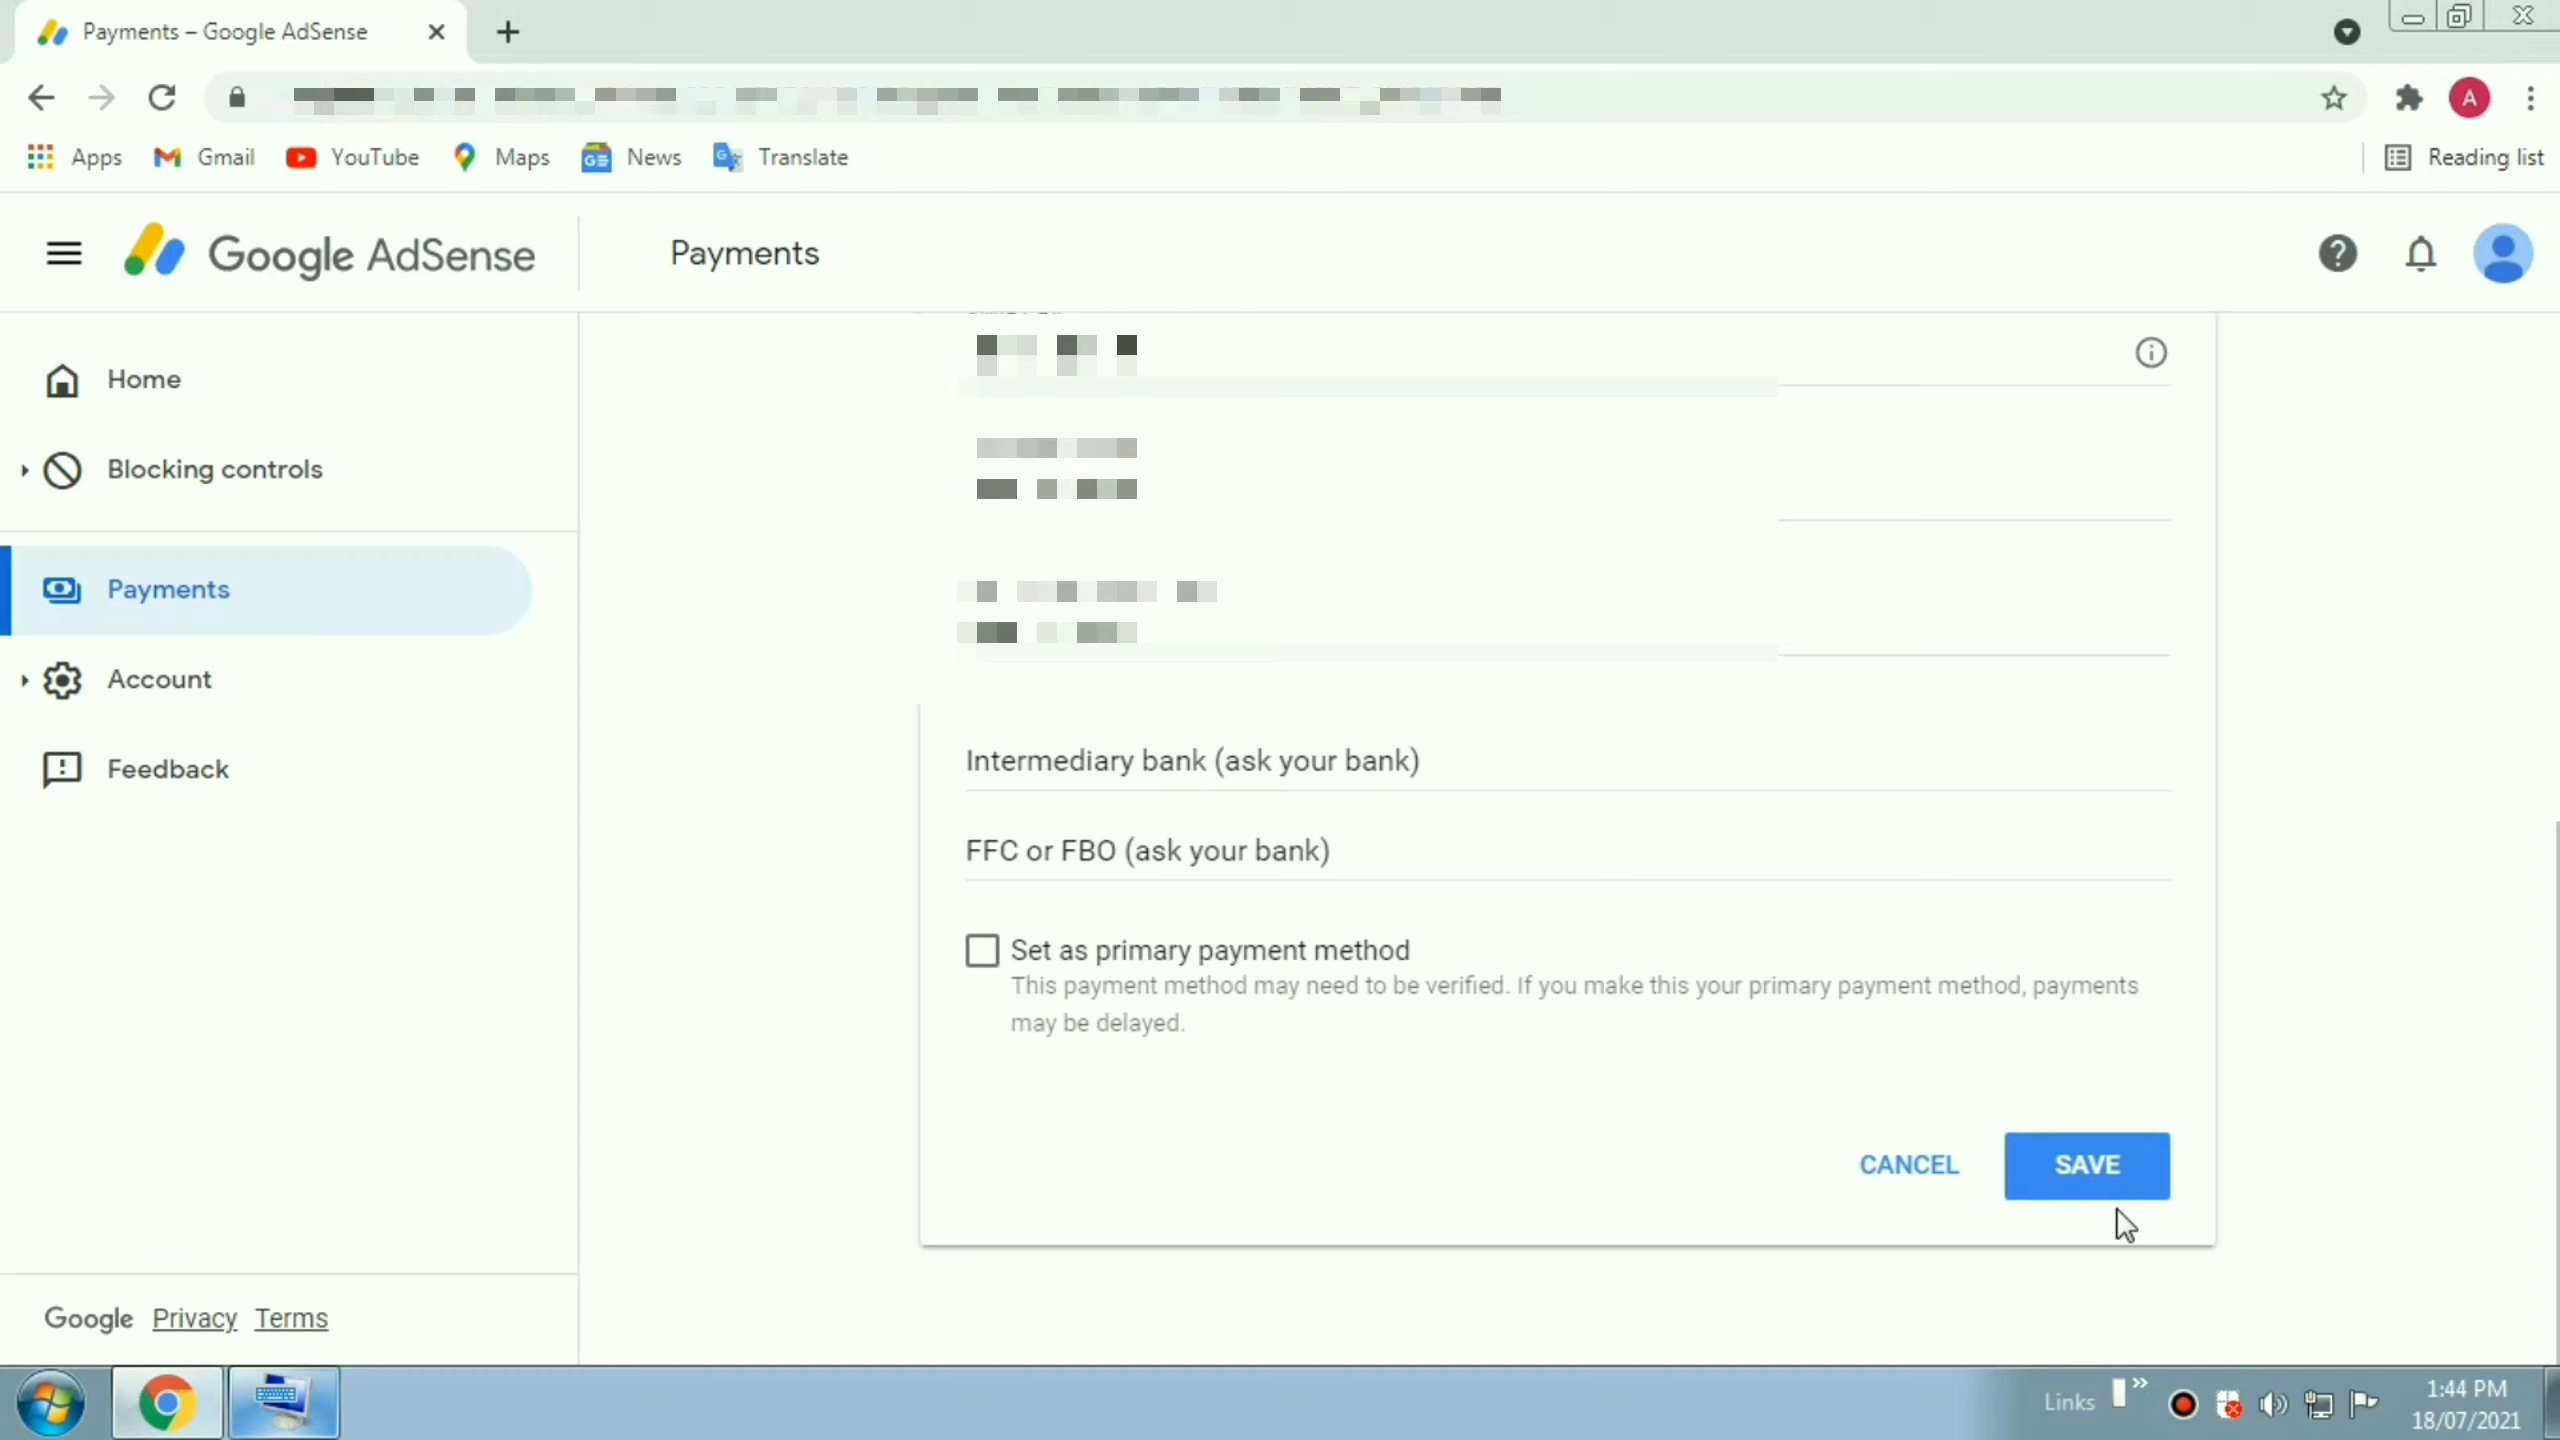 Payments – Google AdSense
Apps Gmail YouTube Maps News Translate Reading list
A
Google AdSense Payments
Home
Blocking controls
Payments
Account
Feedback
Intermediary bank (ask your bank)
FFC or FBO (ask your bank)
Set as primary payment method
This payment method may need to be verified. If you make this your primary payment method, payments
may be delayed.
CANCEL SAVE
Google Privacy Terms
Links
1:44 PM
18/07/2021